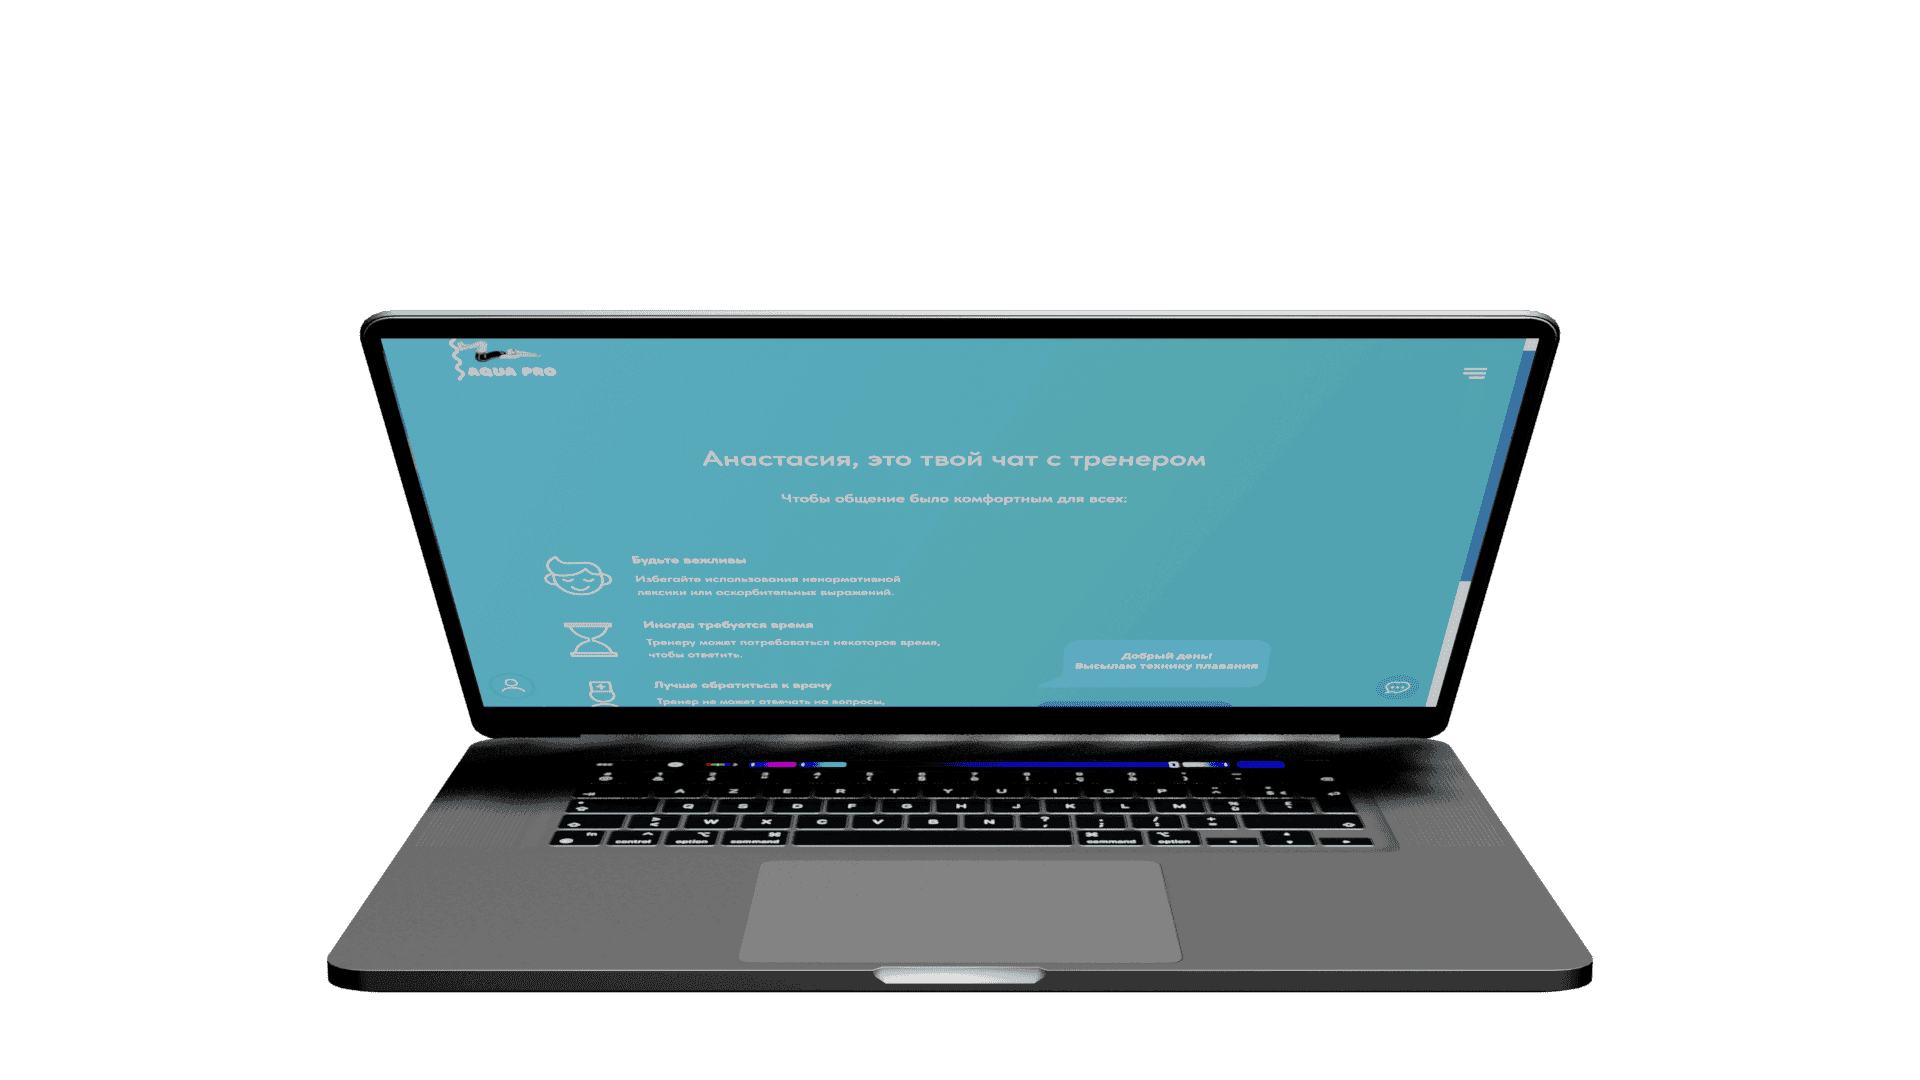 AQUA PRO
Анастасия, это твой чат с тренером
Чтобы общение было комфортным для всех:
Будьте вежливы
Избегайте использования ненормативной
лексики или оскорбительных выражений.
Иногда требуется время
Тренеру может потребоваться некоторое время,
чтобы ответить.
Лучше обратиться к врачу
Тренер не может отвечать на вопросы,
Добрый день!
Высылаю технику плавания
A Z E R T Y U I O P
Q S D F G H J K L M
W X C V B N ? ; /
fn control option command command option